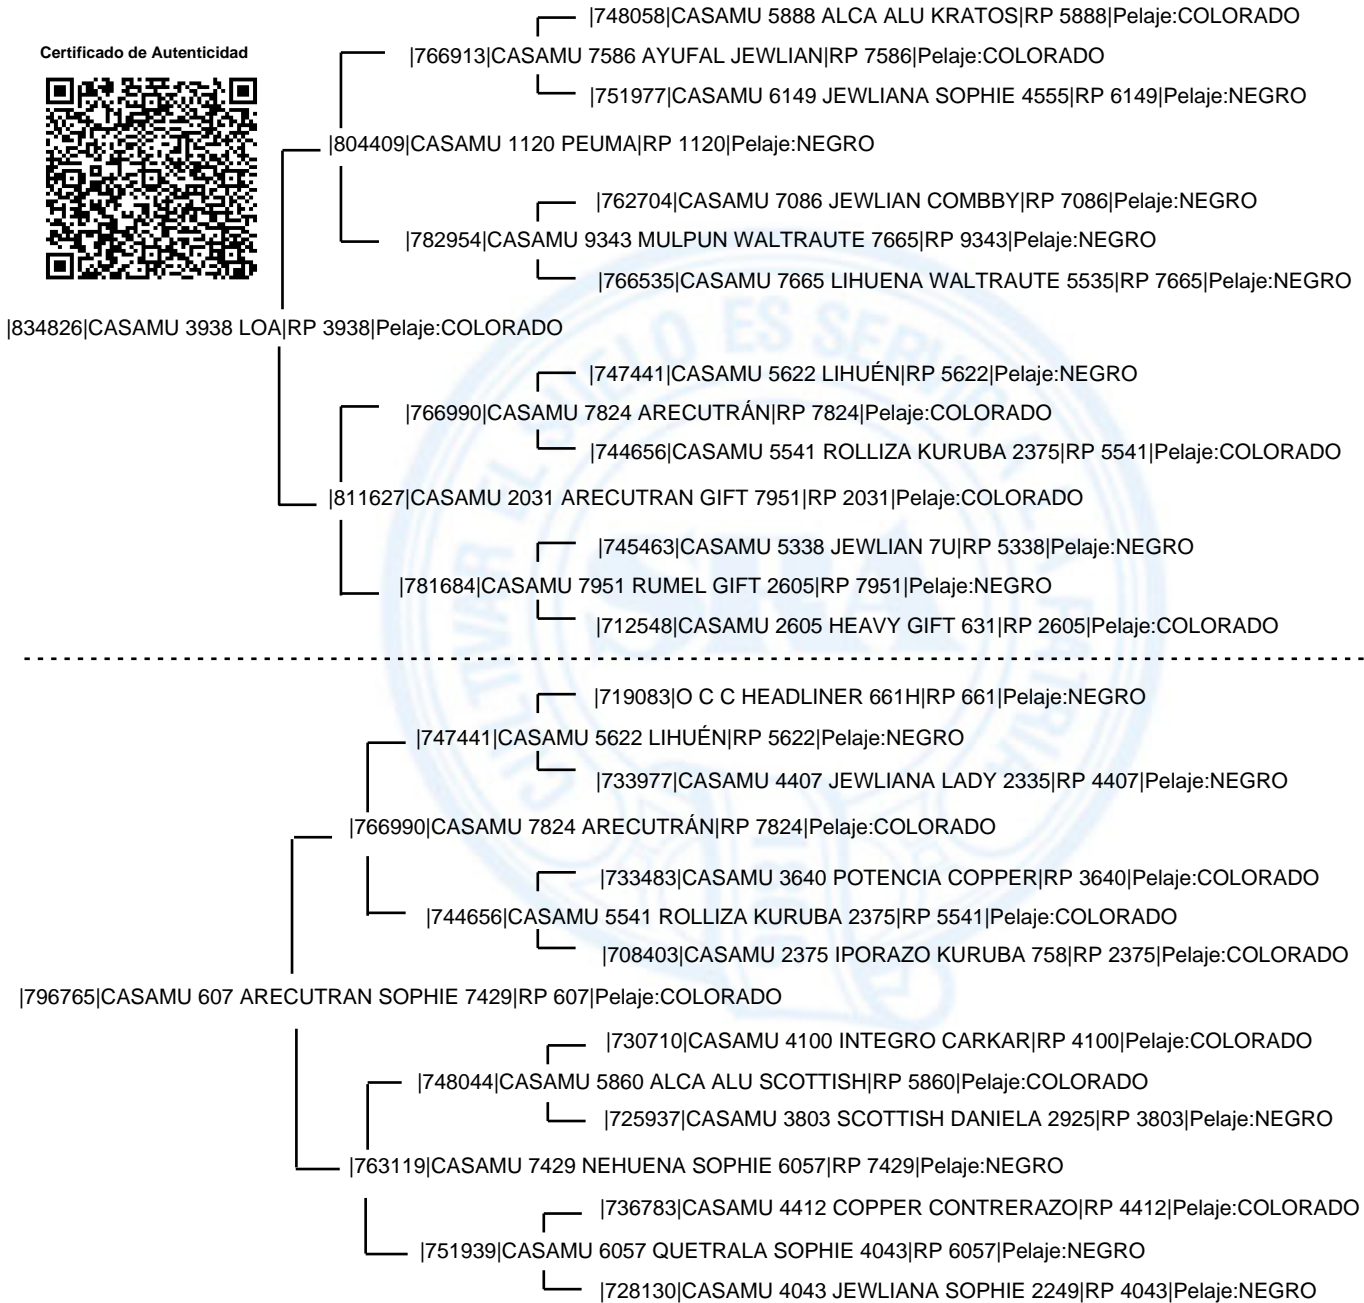 |748058|CASAMU 5888 ALCA ALU KRATOS|RP 5888|Pelaje:COLORADO
Certificado de Autenticidad
|766913|CASAMU 7586 AYUFAL JEWLIAN|RP 7586|Pelaje:COLORADO
|751977|CASAMU 6149 JEWLIANA SOPHIE 4555|RP 6149|Pelaje:NEGRO
|804409|CASAMU 1120 PEUMA|RP 1120|Pelaje:NEGRO
|762704|CASAMU 7086 JEWLIAN COMBBY|RP 7086|Pelaje:NEGRO
|782954|CASAMU 9343 MULPUN WALTRAUTE 7665|RP 9343|Pelaje:NEGRO
|766535|CASAMU 7665 LIHUENA WALTRAUTE 5535|RP 7665|Pelaje:NEGRO
|834826|CASAMU 3938 LOA|RP 3938|Pelaje:COLORADO
|747441|CASAMU 5622 LIHUÉN|RP 5622|Pelaje:NEGRO
|766990|CASAMU 7824 ARECUTRÁN|RP 7824|Pelaje:COLORADO
|744656|CASAMU 5541 ROLLIZA KURUBA 2375|RP 5541|Pelaje:COLORADO
|811627|CASAMU 2031 ARECUTRAN GIFT 7951|RP 2031|Pelaje:COLORADO
|745463|CASAMU 5338 JEWLIAN 7U|RP 5338|Pelaje:NEGRO
|781684|CASAMU 7951 RUMEL GIFT 2605|RP 7951|Pelaje:NEGRO
|712548|CASAMU 2605 HEAVY GIFT 631|RP 2605|Pelaje:COLORADO
|719083|O C C HEADLINER 661H|RP 661|Pelaje:NEGRO
|747441|CASAMU 5622 LIHUÉN|RP 5622|Pelaje:NEGRO
|733977|CASAMU 4407 JEWLIANA LADY 2335|RP 4407|Pelaje:NEGRO
|766990|CASAMU 7824 ARECUTRÁN|RP 7824|Pelaje:COLORADO
|733483|CASAMU 3640 POTENCIA COPPER|RP 3640|Pelaje:COLORADO
|744656|CASAMU 5541 ROLLIZA KURUBA 2375|RP 5541|Pelaje:COLORADO
|708403|CASAMU 2375 IPORAZO KURUBA 758|RP 2375|Pelaje:COLORADO
|796765|CASAMU 607 ARECUTRAN SOPHIE 7429|RP 607|Pelaje:COLORADO
|730710|CASAMU 4100 INTEGRO CARKAR|RP 4100|Pelaje:COLORADO
|748044|CASAMU 5860 ALCA ALU SCOTTISH|RP 5860|Pelaje:COLORADO
|725937|CASAMU 3803 SCOTTISH DANIELA 2925|RP 3803|Pelaje:NEGRO
|763119|CASAMU 7429 NEHUENA SOPHIE 6057|RP 7429|Pelaje:NEGRO
|736783|CASAMU 4412 COPPER CONTRERAZO|RP 4412|Pelaje:COLORADO
|751939|CASAMU 6057 QUETRALA SOPHIE 4043|RP 6057|Pelaje:NEGRO
|728130|CASAMU 4043 JEWLIANA SOPHIE 2249|RP 4043|Pelaje:NEGRO
CULTIVAR EL SUELO ES SERVIR A LA PATRIA
SRA
1866